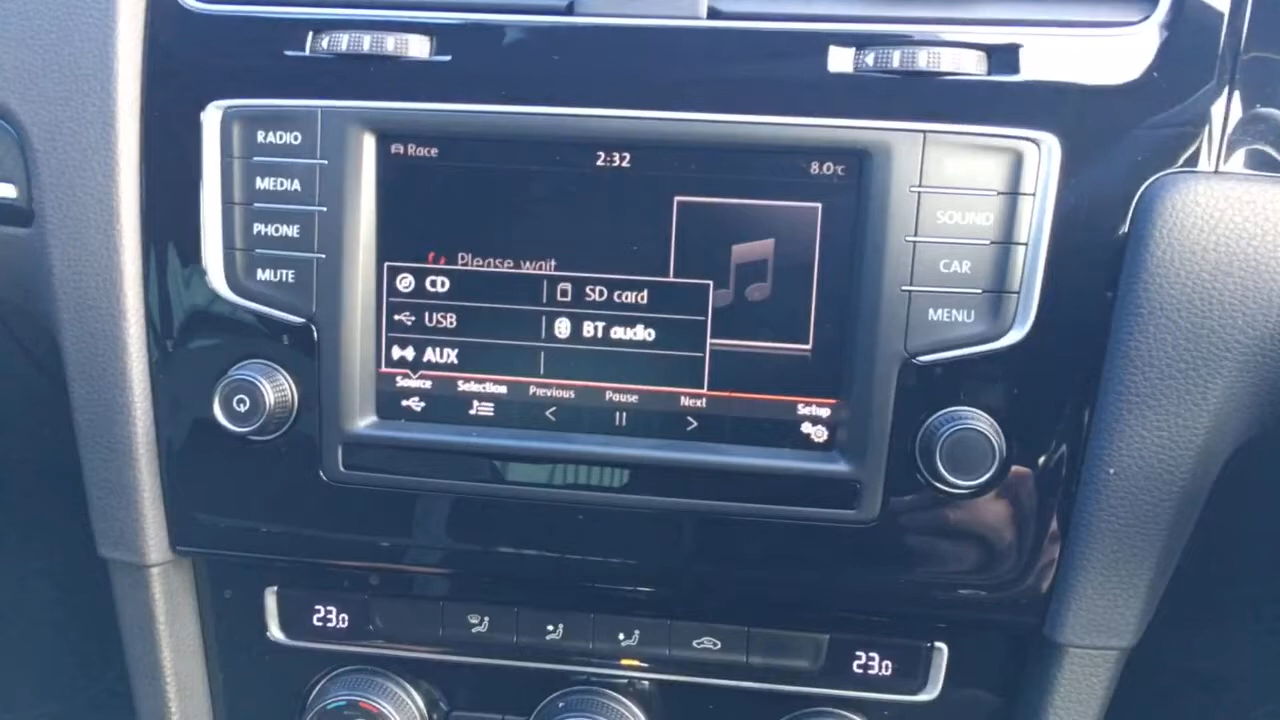 RADIO
MEDIA
PHONE
MUTE
Race
2:32
8.0°c
Please wait
CD
SD card
USB
BT audio
AUX
Source
Selection
Previous
Pause
Next
Setup
SOUND
CAR
MENU
23.0
23.0